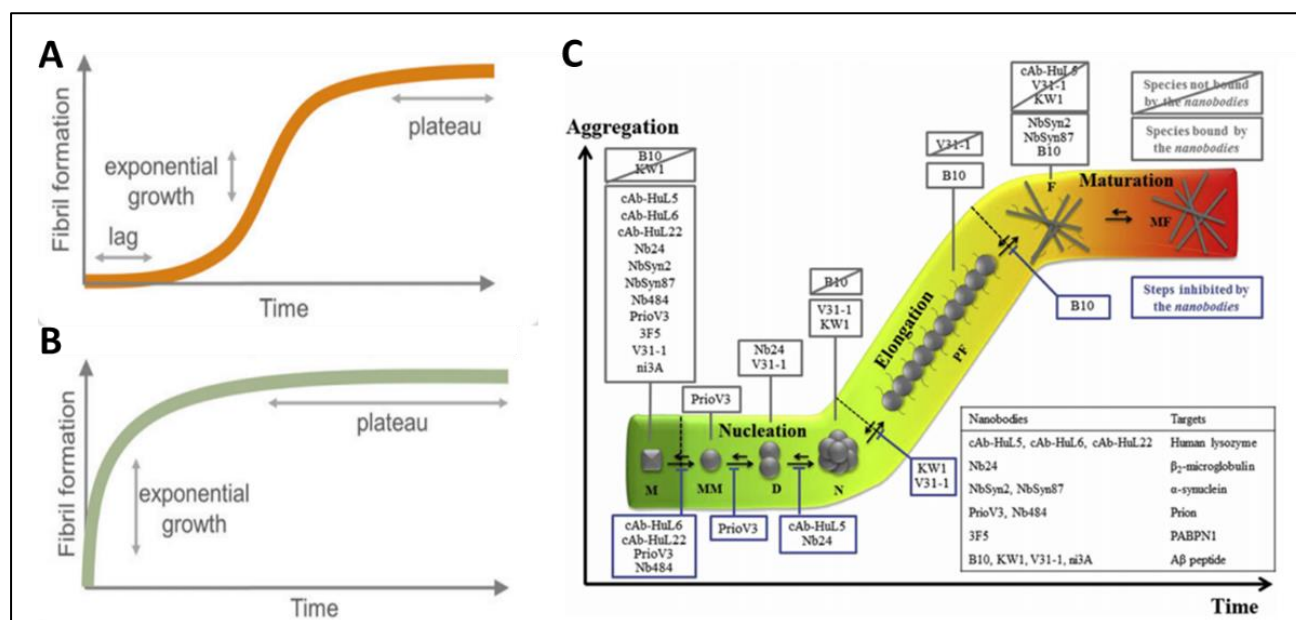 A
Fibril formation
exponential
growth
lag
plateau
Time
B
Fibril formation
exponential
growth
plateau
Time
C
Aggregation
B10
KW1
cAb-HuL5
cAb-HuL6
cAb-HuL22
Nb24
NbSyn2
NbSyn87
Nb484
PrioV3
3F5
V31-1
ni3A
PrioV3
Nb24
V31-1
B10
V31-1
KW1
V31-1
B10
cAb-HuL5
V31-1
KW1
NbSyn2
NbSyn87
B10
Species not bound
by the nanobodies
Species bound by
the nanobodies
F
Maturation
MF
Elongation
PF
Nucleation
M
MM
D
N
B10
Steps inhibited by
the nanobodies
KW1
V31-1
cAb-HuL6
cAb-HuL22
PrioV3
Nb484
PrioV3
cAb-HuL5
Nb24
Nanobodies Targets
cAb-HuL5, cAb-HuL6, cAb-HuL22 Human lysozyme
Nb24 β2-microglobulin
NbSyn2, NbSyn87 α-synuclein
PrioV3, Nb484 Prion
3F5 PABPN1
B10, KW1, V31-1, ni3A Aβ peptide
Time